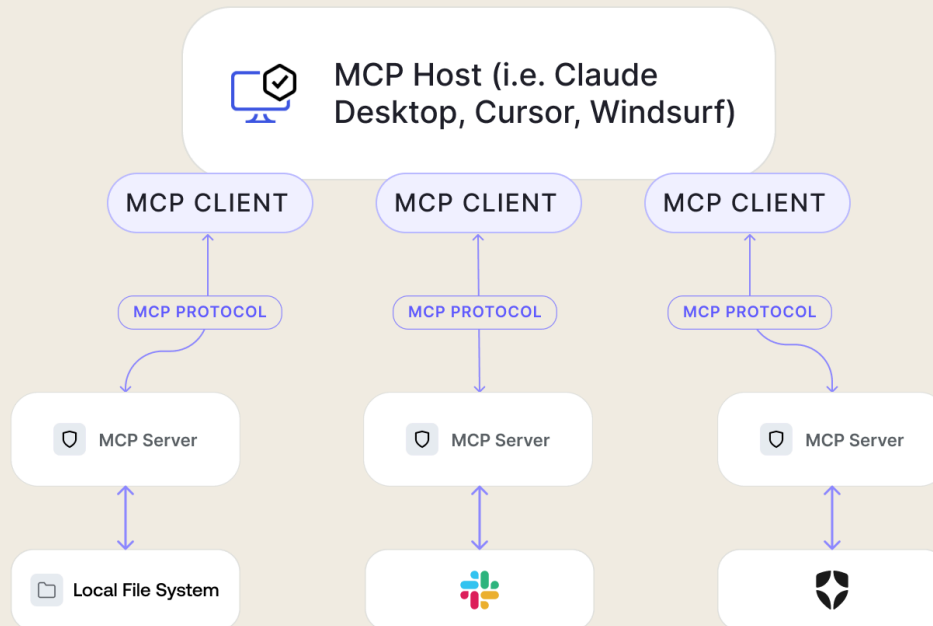 MCP Host (i.e. Claude
Desktop, Cursor, Windsurf)
MCP CLIENT
MCP CLIENT
MCP CLIENT
MCP PROTOCOL
MCP PROTOCOL
MCP PROTOCOL
MCP Server
MCP Server
MCP Server
Local File System